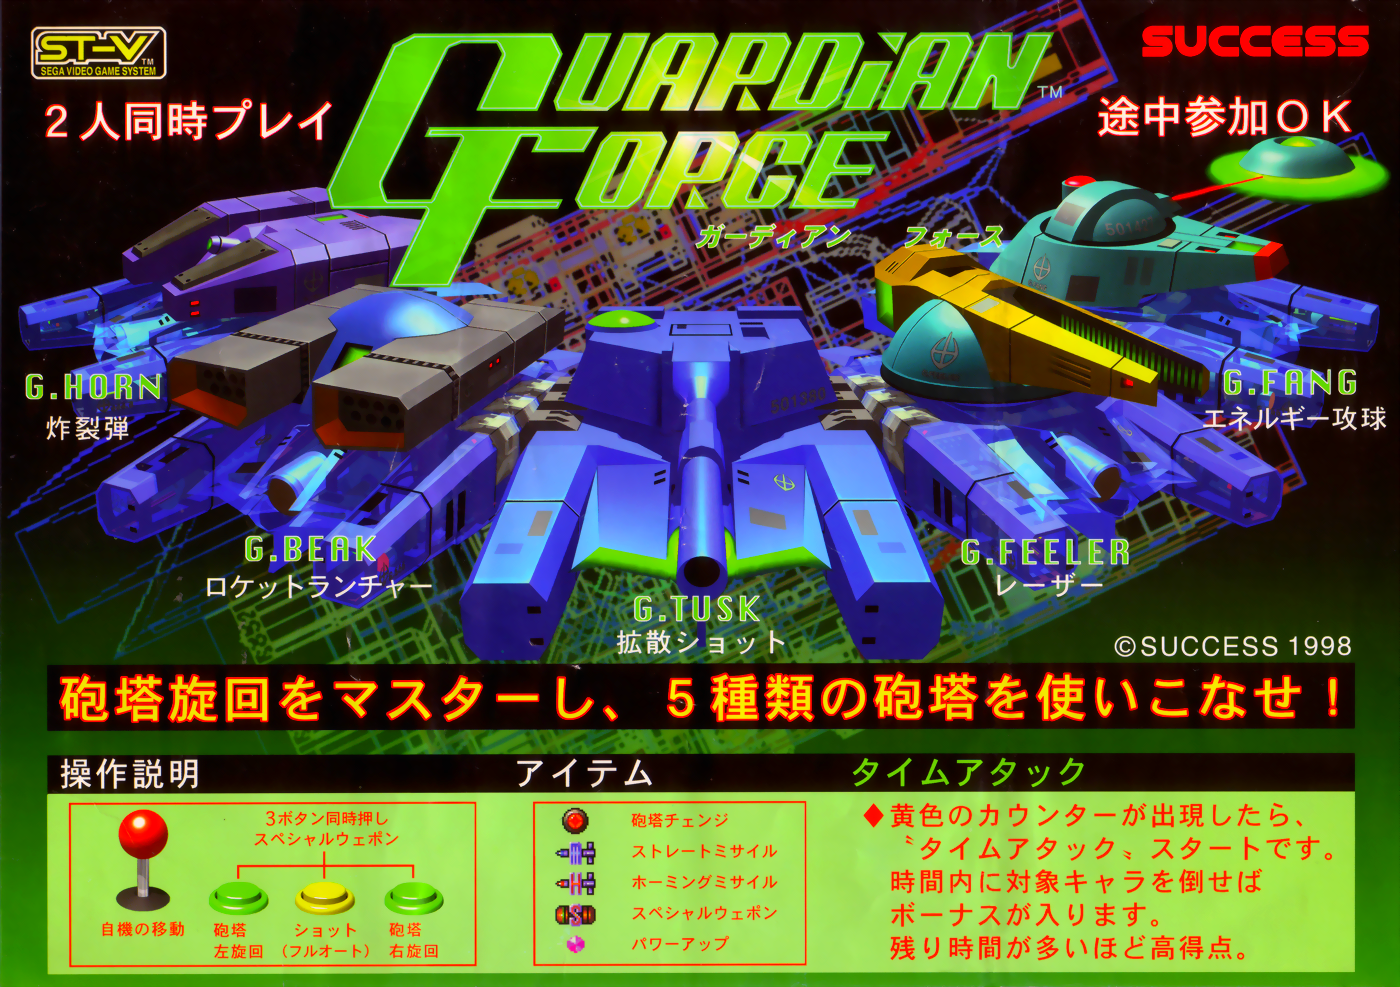 ST-V TM
SEGA VIDEO GAME SYSTEM
GUARDIAN
FORCE
TM
SUCCESS
2人同時プレイ
途中参加OK
ガーディアン フォース
501480
501380
G.HORN
炸裂弾
G.FANG
エネルギー攻球
G.BEAK
ロケットランチャー
G.FEELER
レーザー
G.TUSK
拡散ショット
©SUCCESS 1998
砲塔旋回をマスターし、5種類の砲塔を使いこなせ!
操作説明
3ボタン同時押し
スペシャルウェポン
自機の移動
砲塔
左旋回
ショット
(フルオート)
砲塔
右旋回
アイテム
砲塔チェンジ
ストレートミサイル
ホーミングミサイル
S
スペシャルウェポン
パワーアップ
タイムアタック
◆黄色のカウンターが出現したら、
〝タイムアタック〟スタートです。
時間内に対象キャラを倒せば
ボーナスが入ります。
残り時間が多いほど高得点。